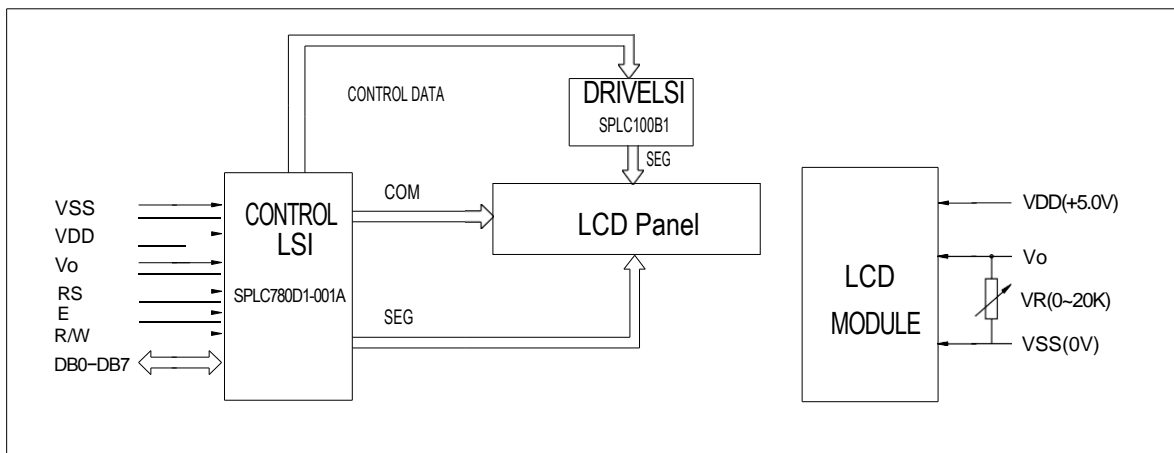 DRIVELSI
SPLC100B1
CONTROL DATA
SEG
COM
CONTROL
LSI
SPLC780D1-001A
SEG
LCD Panel
VSS
VDD
Vo
RS
E
R/W
DB0-DB7
LCD
MODULE
VDD(+5.0V)
Vo
VR(0~20K)
VSS(0V)